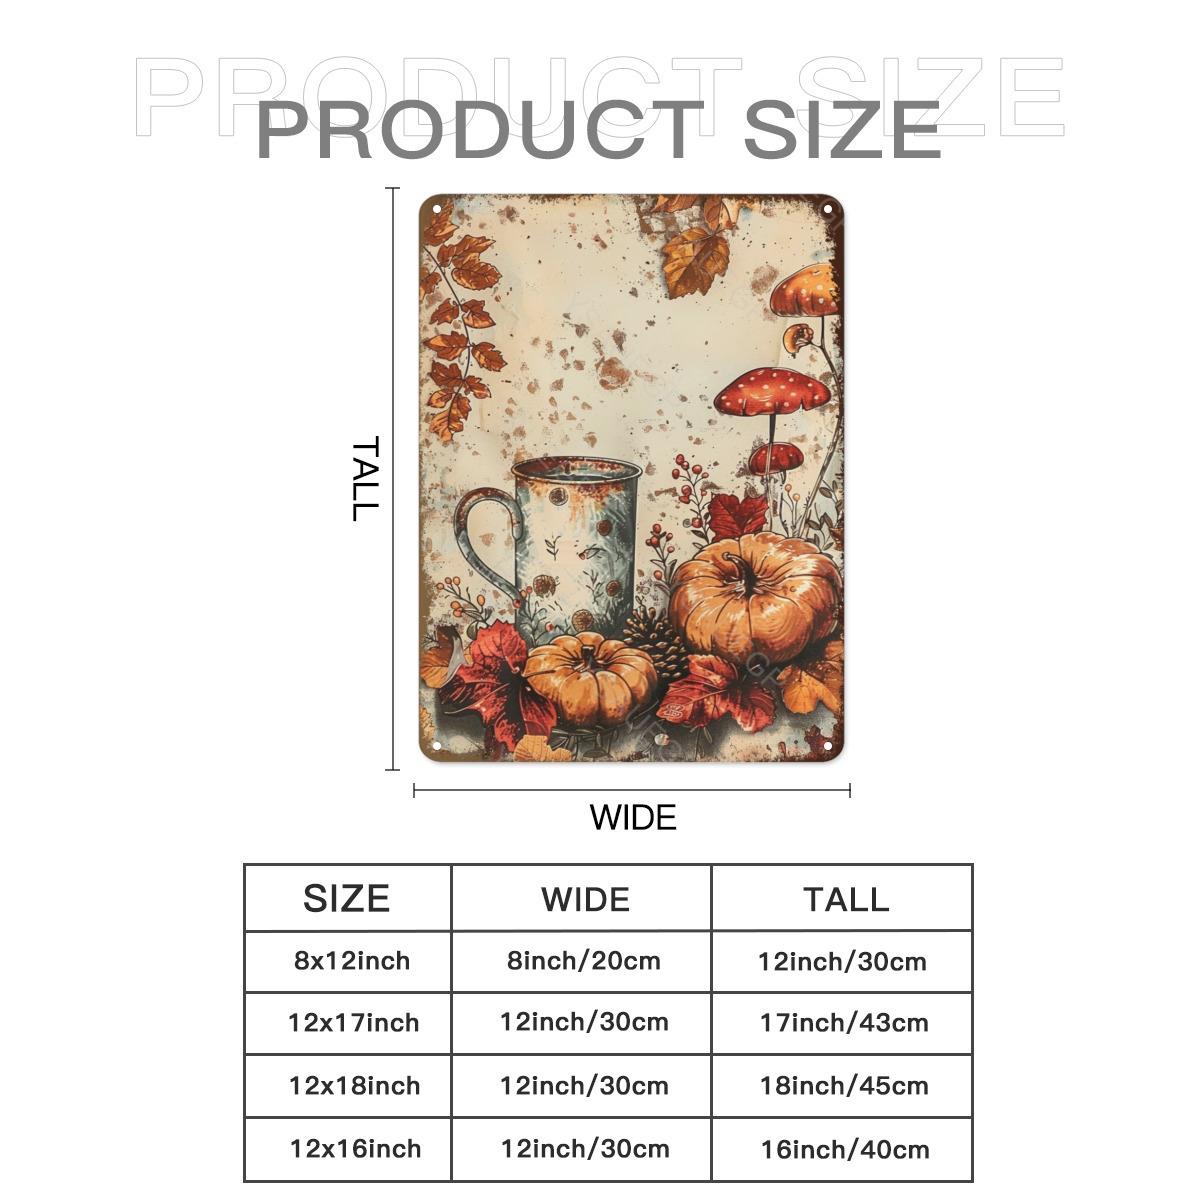 PRODUCT SIZE
PRODUCT SIZE
TALL
WIDE
SIZE WIDE TALL
8x12inch 8inch/20cm 12inch/30cm
12x17inch 12inch/30cm 17inch/43cm
12x18inch 12inch/30cm 18inch/45cm
12x16inch 12inch/30cm 16inch/40cm